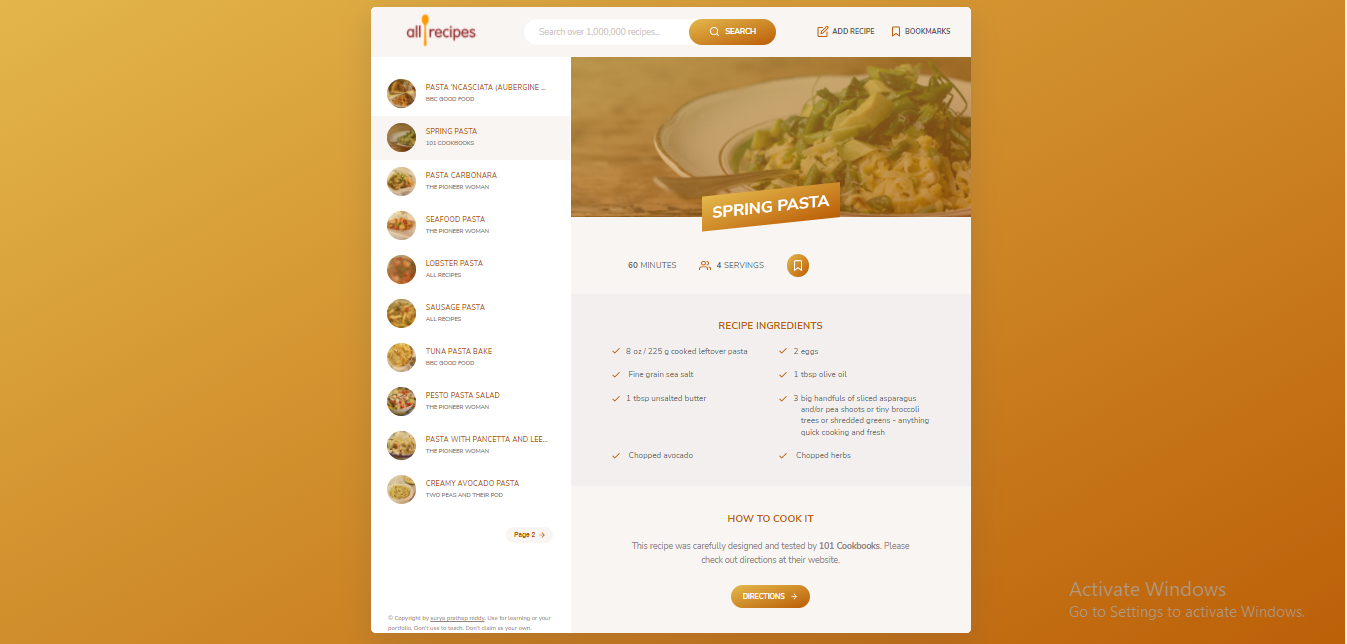 all recipes
Search over 1,000,000 recipes...
SEARCH
ADD RECIPE
BOOKMARKS
PASTA 'NCASCIATA (AUBERGINE ...
BBC GOOD FOOD
SPRING PASTA
101 COOKBOOKS
PASTA CARBONARA
THE PIONEER WOMAN
SEAFOOD PASTA
THE PIONEER WOMAN
LOBSTER PASTA
ALL RECIPES
SAUSAGE PASTA
ALL RECIPES
TUNA PASTA BAKE
BBC GOOD FOOD
PESTO PASTA SALAD
THE PIONEER WOMAN
PASTA WITH PANCETTA AND LEE...
THE PIONEER WOMAN
CREAMY AVOCADO PASTA
TWO PEAS AND THEIR POD
Page 2
© Copyright by surya prathap reddy. Use for learning or your
portfolio. Don't use to teach. Don't claim as your own.
SPRING PASTA
60 MINUTES
4 SERVINGS
RECIPE INGREDIENTS
8 oz / 225 g cooked leftover pasta
2 eggs
Fine grain sea salt
1 tbsp olive oil
1 tbsp unsalted butter
3 big handfuls of sliced asparagus
and/or pea shoots or tiny broccoli
trees or shredded greens - anything
quick cooking and fresh
Chopped avocado
Chopped herbs
HOW TO COOK IT
This recipe was carefully designed and tested by 101 Cookbooks. Please
check out directions at their website.
DIRECTIONS
Activate Windows
Go to Settings to activate Windows.